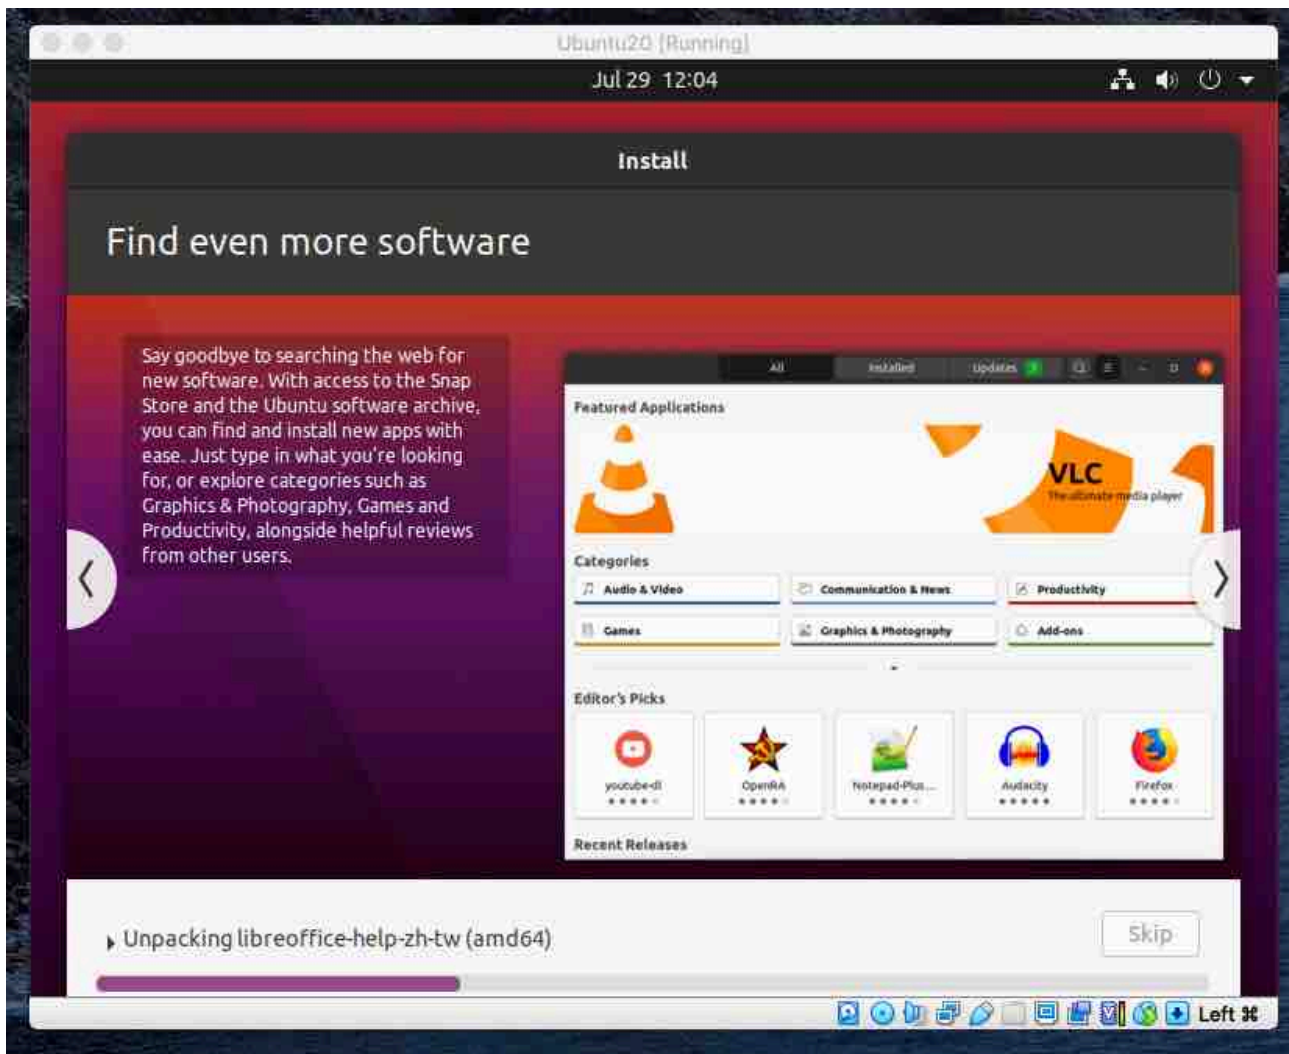 Ubuntu20 [Running]
Jul 29 12:04
Install
Find even more software
Say goodbye to searching the web for
new software. With access to the Snap
Store and the Ubuntu software archive,
you can find and install new apps with
ease. Just type in what you're looking
for, or explore categories such as
Graphics & Photography, Games and
Productivity, alongside helpful reviews
from other users.
All Installed Updates
Featured Applications
VLC
The ultimate media player
Categories
Audio & Video Communication & News Productivity
Games Graphics & Photography Add-ons
Editor's Picks
youtube-dl OpenRA Notepad-Plus... Audacity Firefox
Recent Releases
Unpacking libreoffice-help-zh-tw (amd64)
Skip
Left ⌘